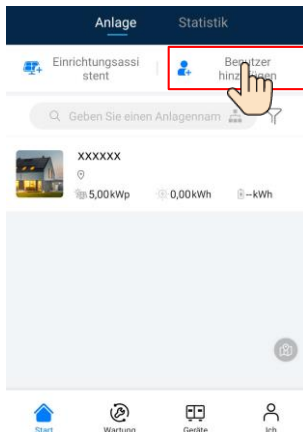 Anlage Statistik
Einrichtungsassi
stent
Benutzer
hinzufügen
Geben Sie einen Anlagennam
XXXXXX
5,00kWp 0,00kWh --kWh
Start Wartung Geräte Ich